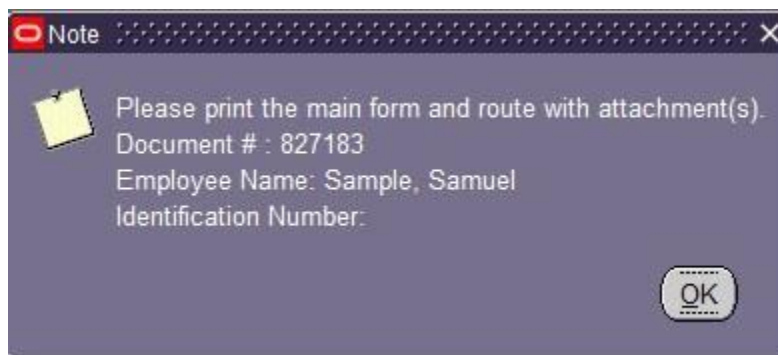 Note
Please print the main form and route with attachment(s).
Document # : 827183
Employee Name: Sample, Samuel
Identification Number:
OK